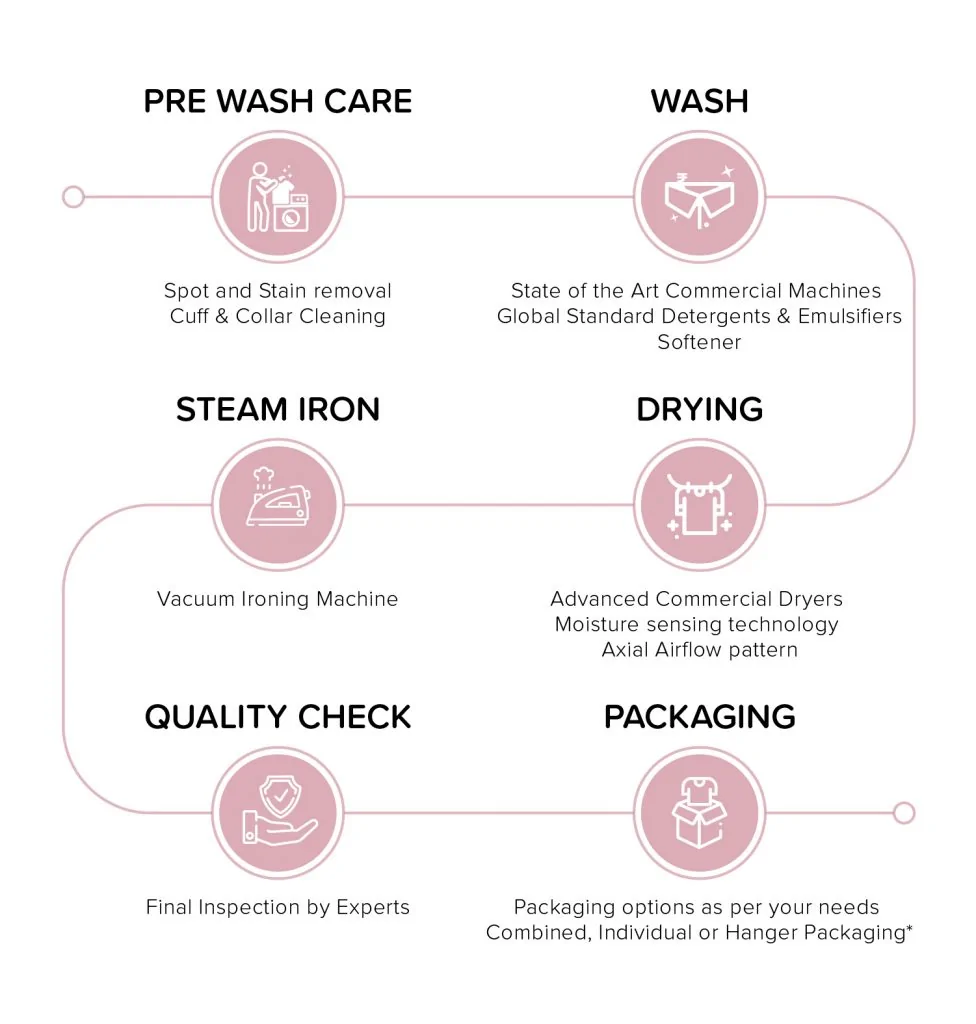 PRE WASH CARE
Spot and Stain removal
Cuff & Collar Cleaning
WASH
₹
State of the Art Commercial Machines
Global Standard Detergents & Emulsifiers
Softener
DRYING
Advanced Commercial Dryers
Moisture sensing technology
Axial Airflow pattern
STEAM IRON
Vacuum Ironing Machine
QUALITY CHECK
Final Inspection by Experts
PACKAGING
Packaging options as per your needs
Combined, Individual or Hanger Packaging*